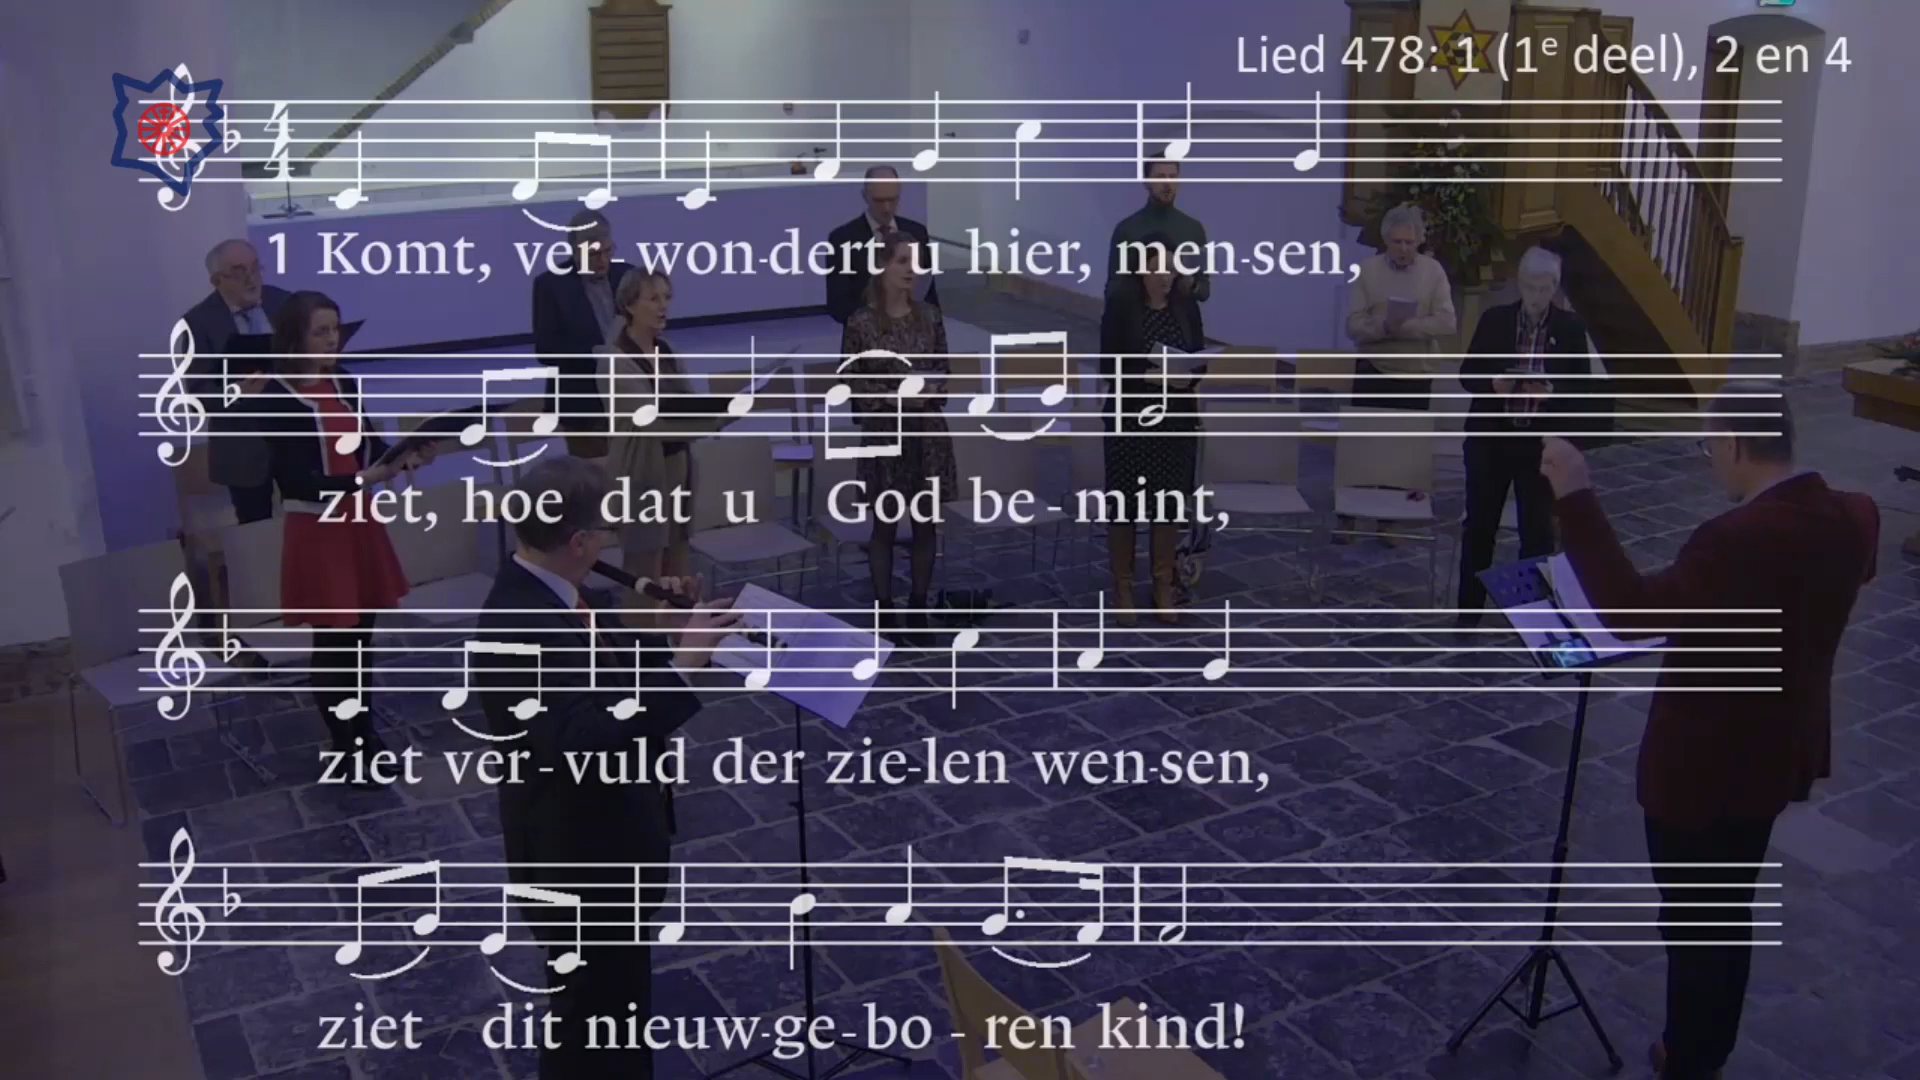 Lied 478: 1 (1e deel), 2 en 4
1 Komt, ver-won-dert u hier, men-sen,
ziet, hoe dat u God be-mint,
ziet ver-vuld der zie-len wen-sen,
ziet dit nieuw-ge-bo-ren kind!